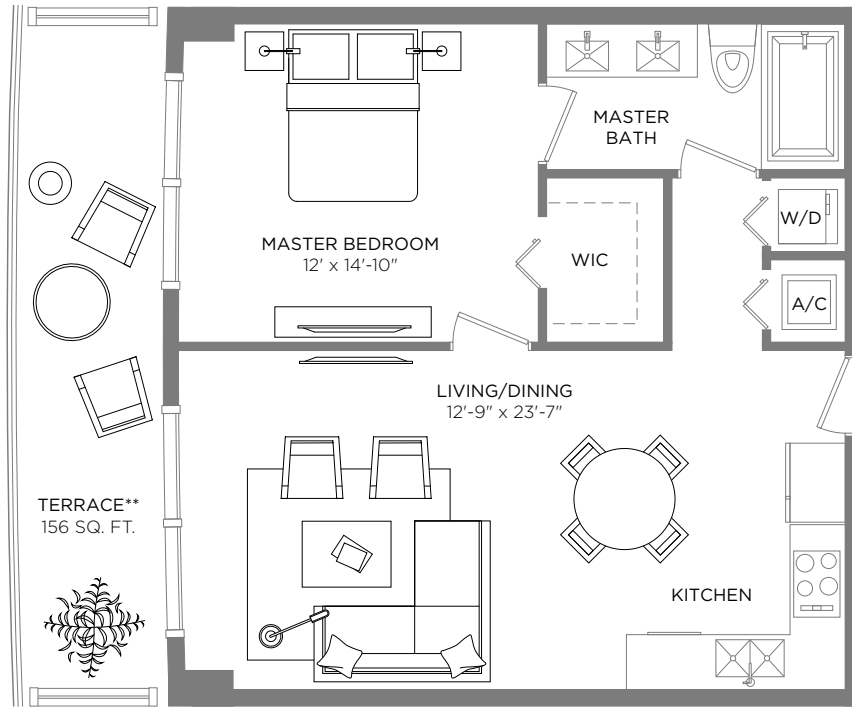 MASTER
BATH
W/D
MASTER BEDROOM
12' x 14'-10"
WIC
A/C
LIVING/DINING
12'-9" x 23'-7"
TERRACE**
156 SQ. FT.
KITCHEN